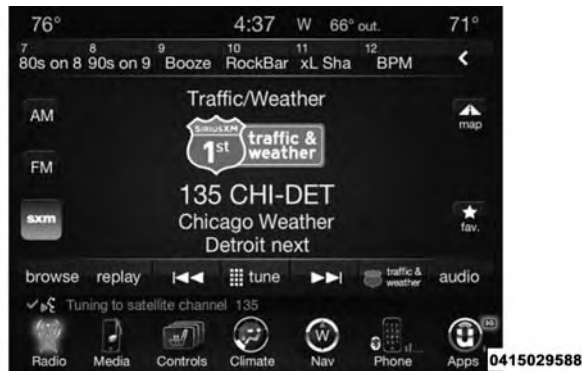 76° 4:37 W 66° out. 71°
7 8 9 10 11 12
80s on 8 90s on 9 Booze RockBar xL Sha BPM
Traffic/Weather
AM
SIRIUSXM
1st traffic & weather
map
FM
135 CHI-DET
sxm
Chicago Weather
fav.
Detroit next
browse replay tune traffic & weather audio
Tuning to satellite channel 135
3G
Radio Media Controls Climate Nav Phone Apps
W
0415029588